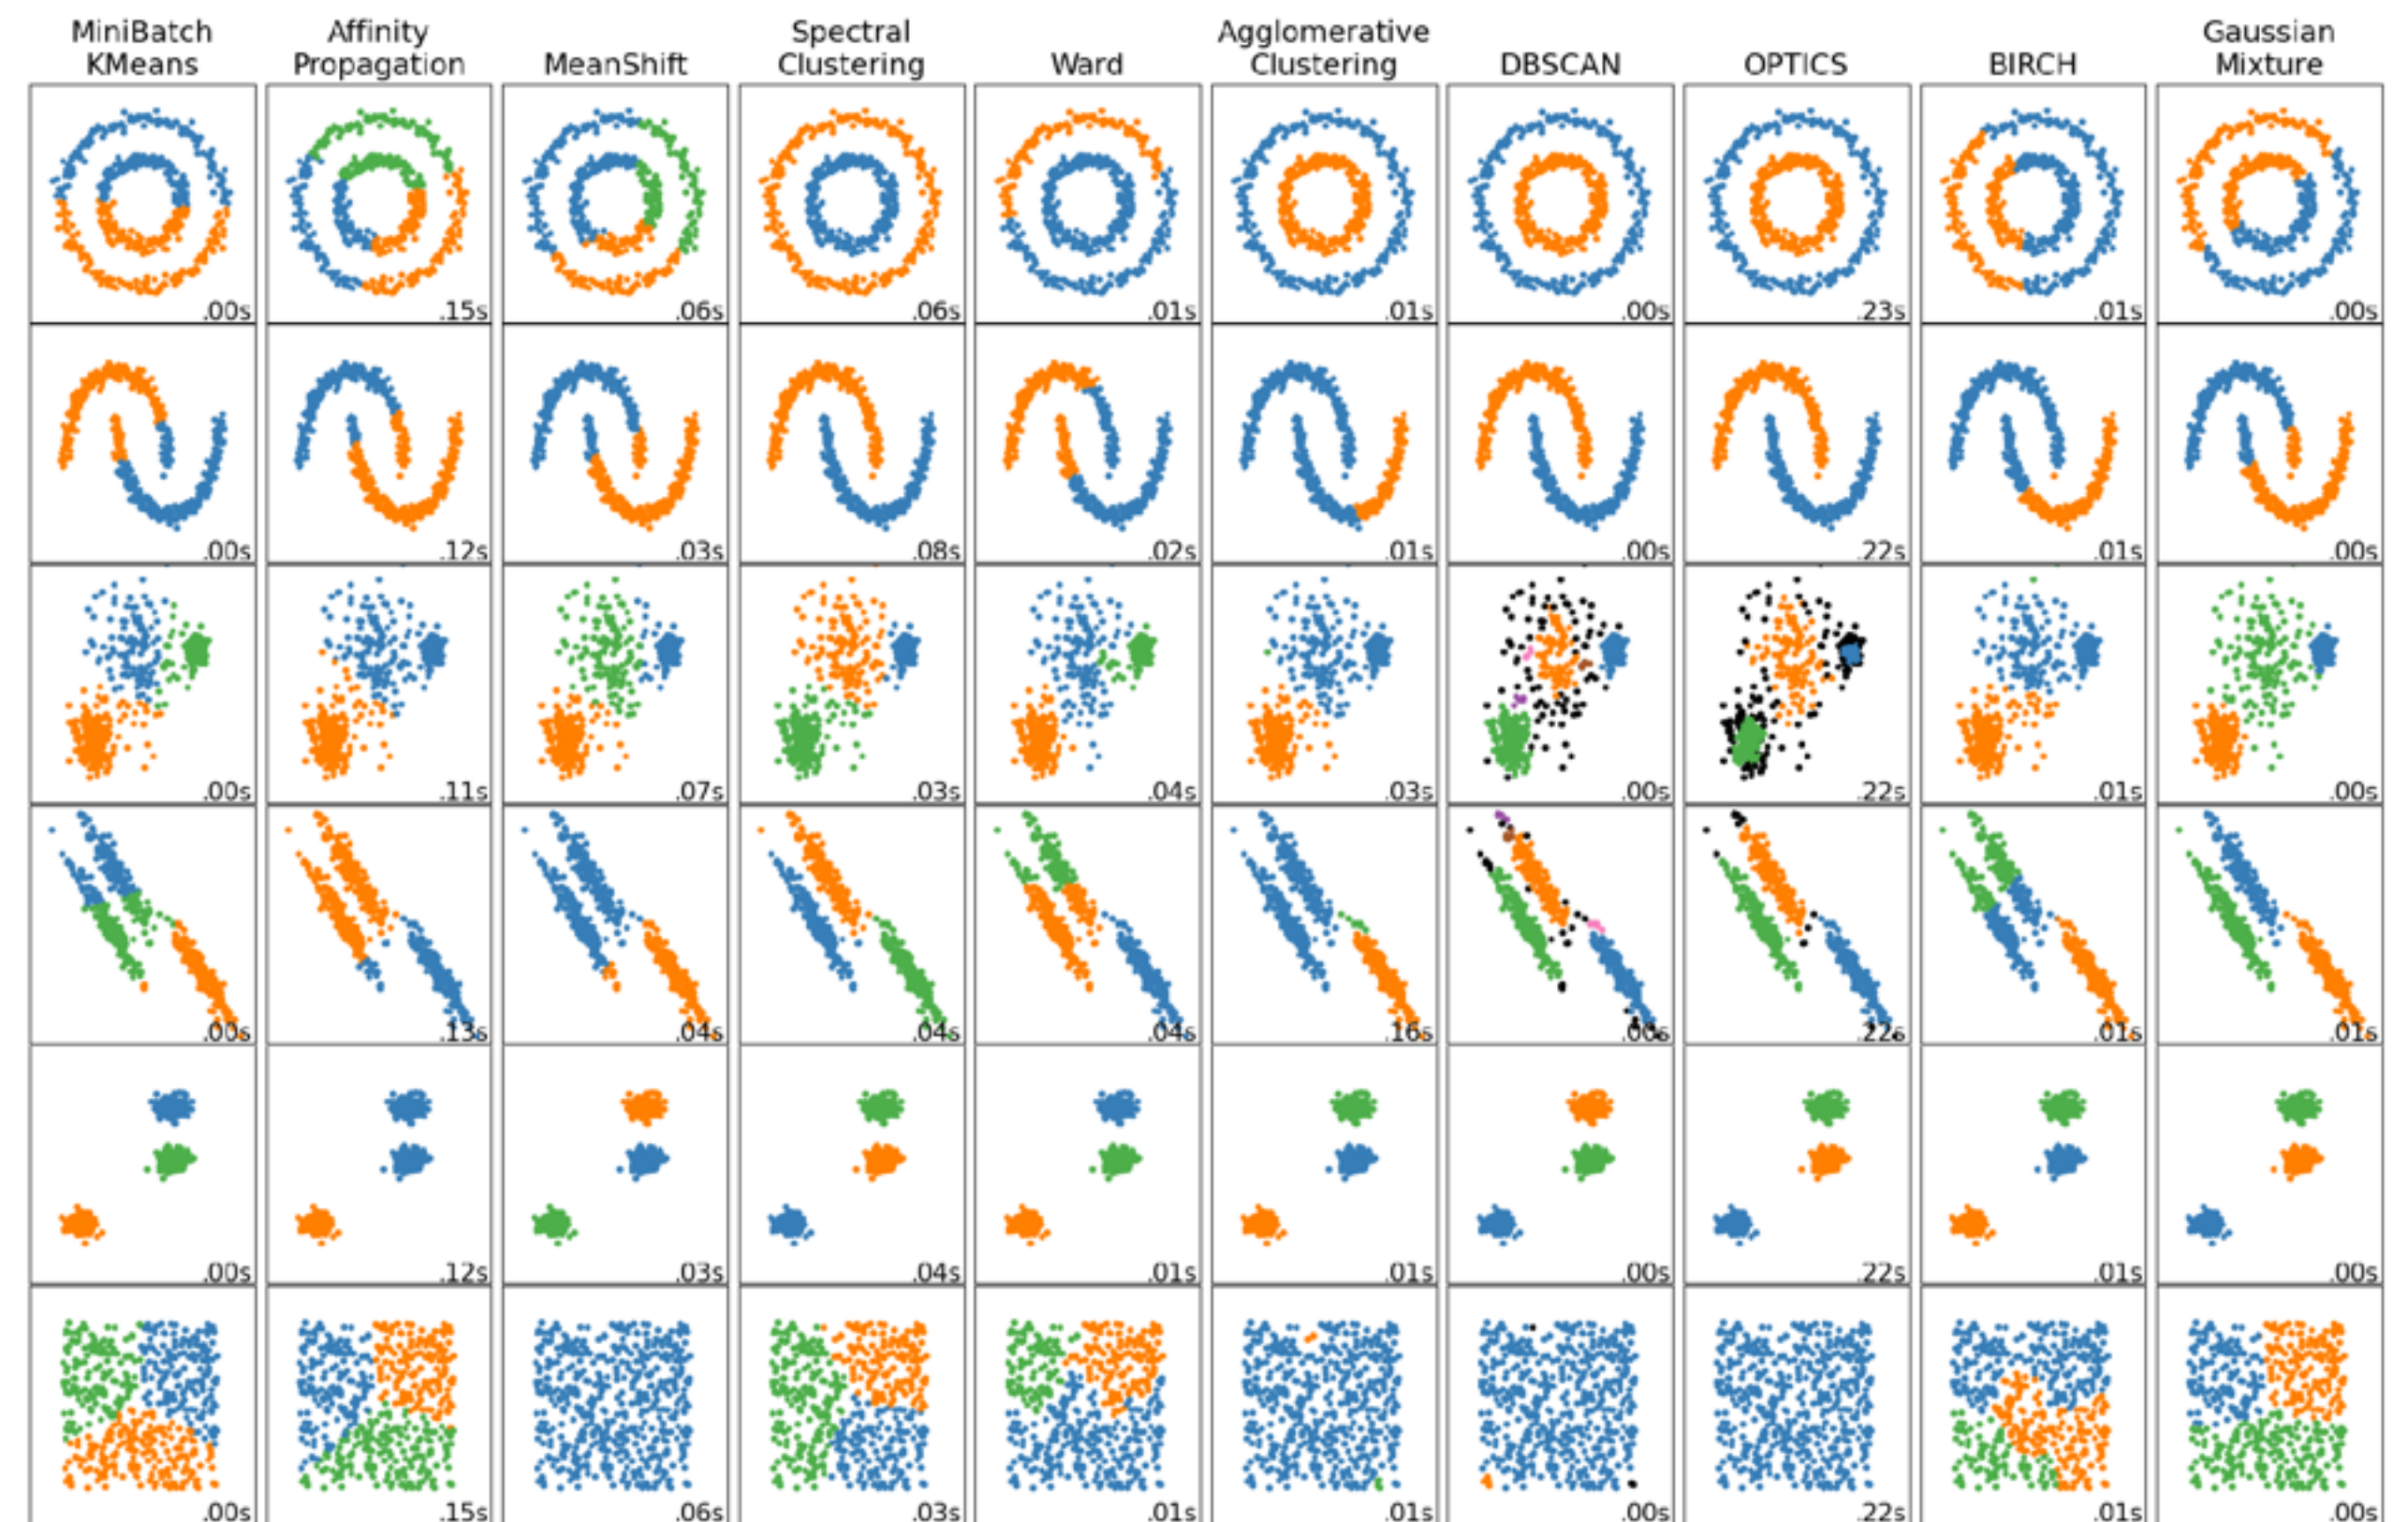 MiniBatch
KMeans
Affinity
Propagation
MeanShift
Spectral
Clustering
Ward
Agglomerative
Clustering
DBSCAN
OPTICS
BIRCH
Gaussian
Mixture
.00s .15s .06s .06s .01s .01s .00s .23s .01s .00s
.00s .12s .03s .08s .02s .01s .00s .22s .01s .00s
.00s .11s .07s .03s .04s .03s .00s .22s .01s .00s
.00s .13s .04s .04s .04s .16s .00s .22s .01s .01s
.00s .12s .03s .04s .01s .01s .00s .22s .01s .00s
.00s .15s .06s .03s .01s .01s .00s .22s .01s .00s